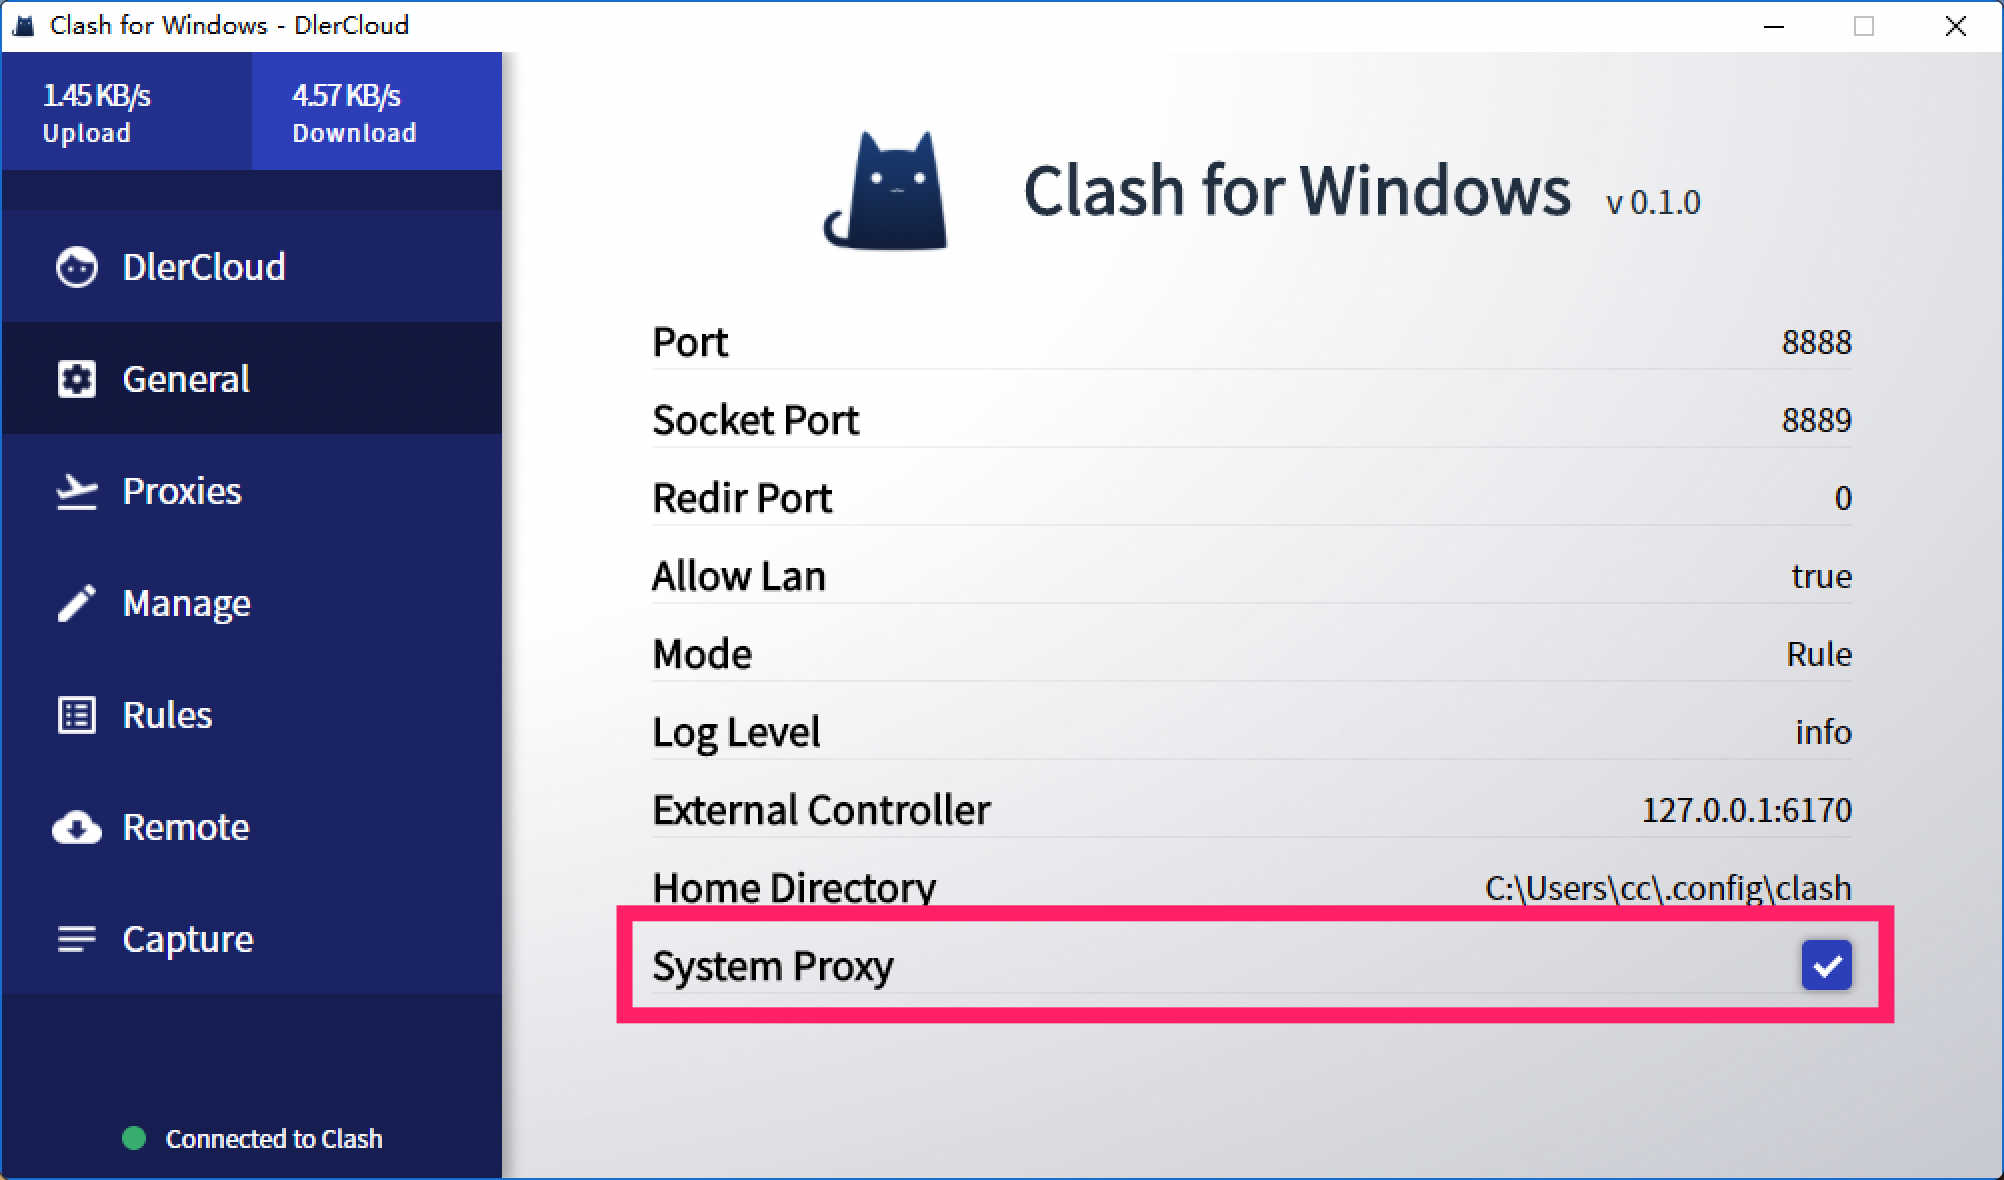 Clash for Windows - DlerCloud
1.45 KB/s
Upload
4.57 KB/s
Download
DlerCloud
General
Proxies
Manage
Rules
Remote
Capture
Connected to Clash
Clash for Windows v 0.1.0
Port 8888
Socket Port 8889
Redir Port 0
Allow Lan true
Mode Rule
Log Level info
External Controller 127.0.0.1:6170
Home Directory C:\Users\cc\.config\clash
System Proxy